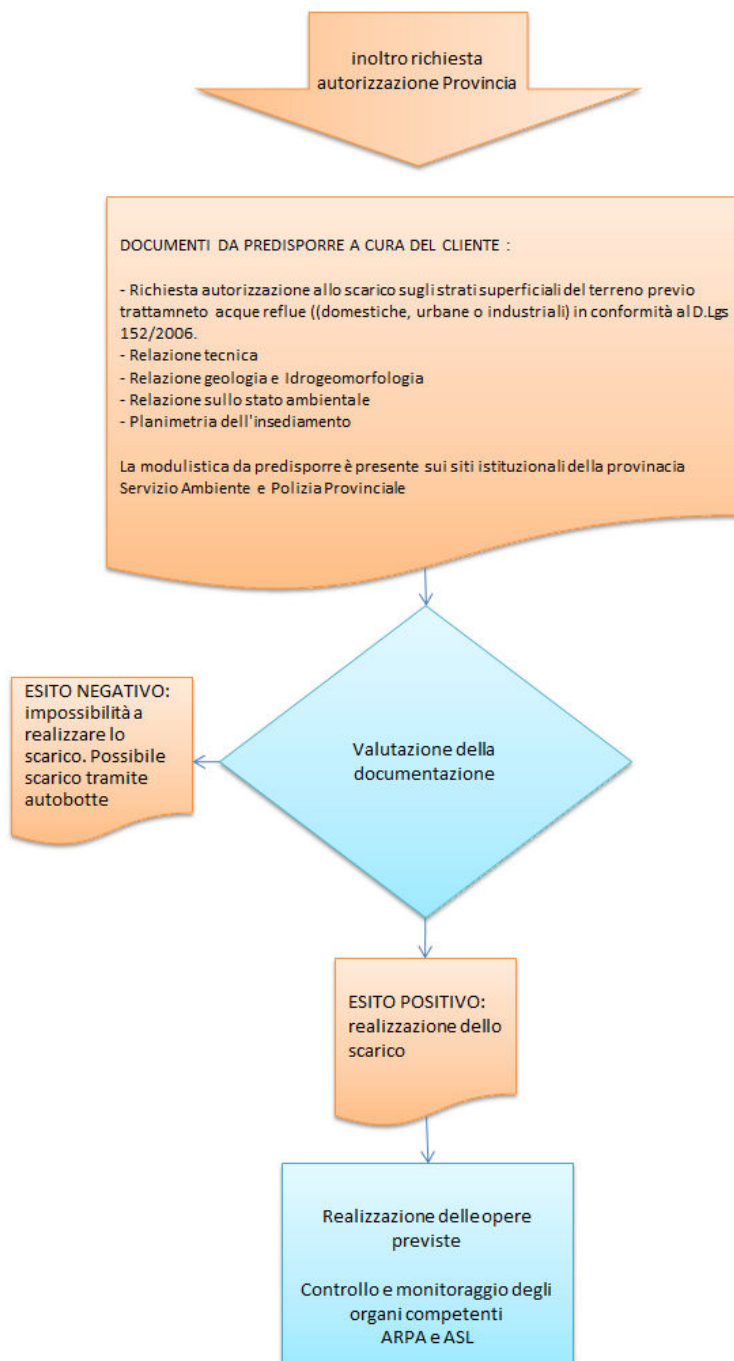 inoltro richiesta
autorizzazione Provincia
DOCUMENTI DA PREDISPORRE A CURA DEL CLIENTE :
- Richiesta autorizzazione allo scarico sugli strati superficiali del terreno previo
trattamneto acque reflue ((domestiche, urbane o industriali) in conformità al D.Lgs
152/2006.
- Relazione tecnica
- Relazione geologia e Idrogeomorfologia
- Relazione sullo stato ambientale
- Planimetria dell'insediamento
La modulistica da predisporre è presente sui siti istituzionali della provinacia
Servizio Ambiente e Polizia Provinciale
Valutazione della
documentazione
ESITO NEGATIVO:
impossibilità a
realizzare lo
scarico. Possibile
scarico tramite
autobotte
ESITO POSITIVO:
realizzazione dello
scarico
Realizzazione delle opere
previste
Controllo e monitoraggio degli
organi competenti
ARPA e ASL